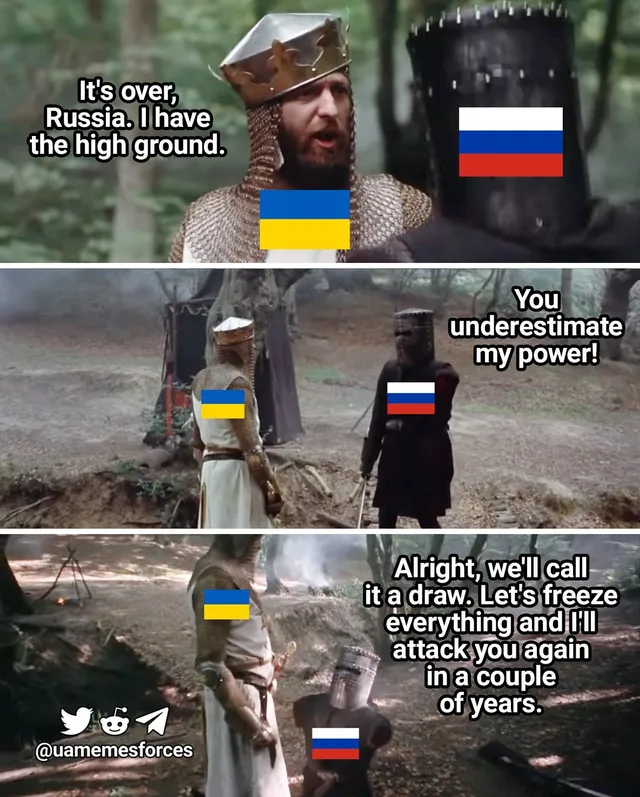 It's over,
Russia. I have
the high ground.
You
underestimate
my power!
Alright, we'll call
it a draw. Let's freeze
everything and I'll
attack you again
in a couple
of years.
@uamemesforces